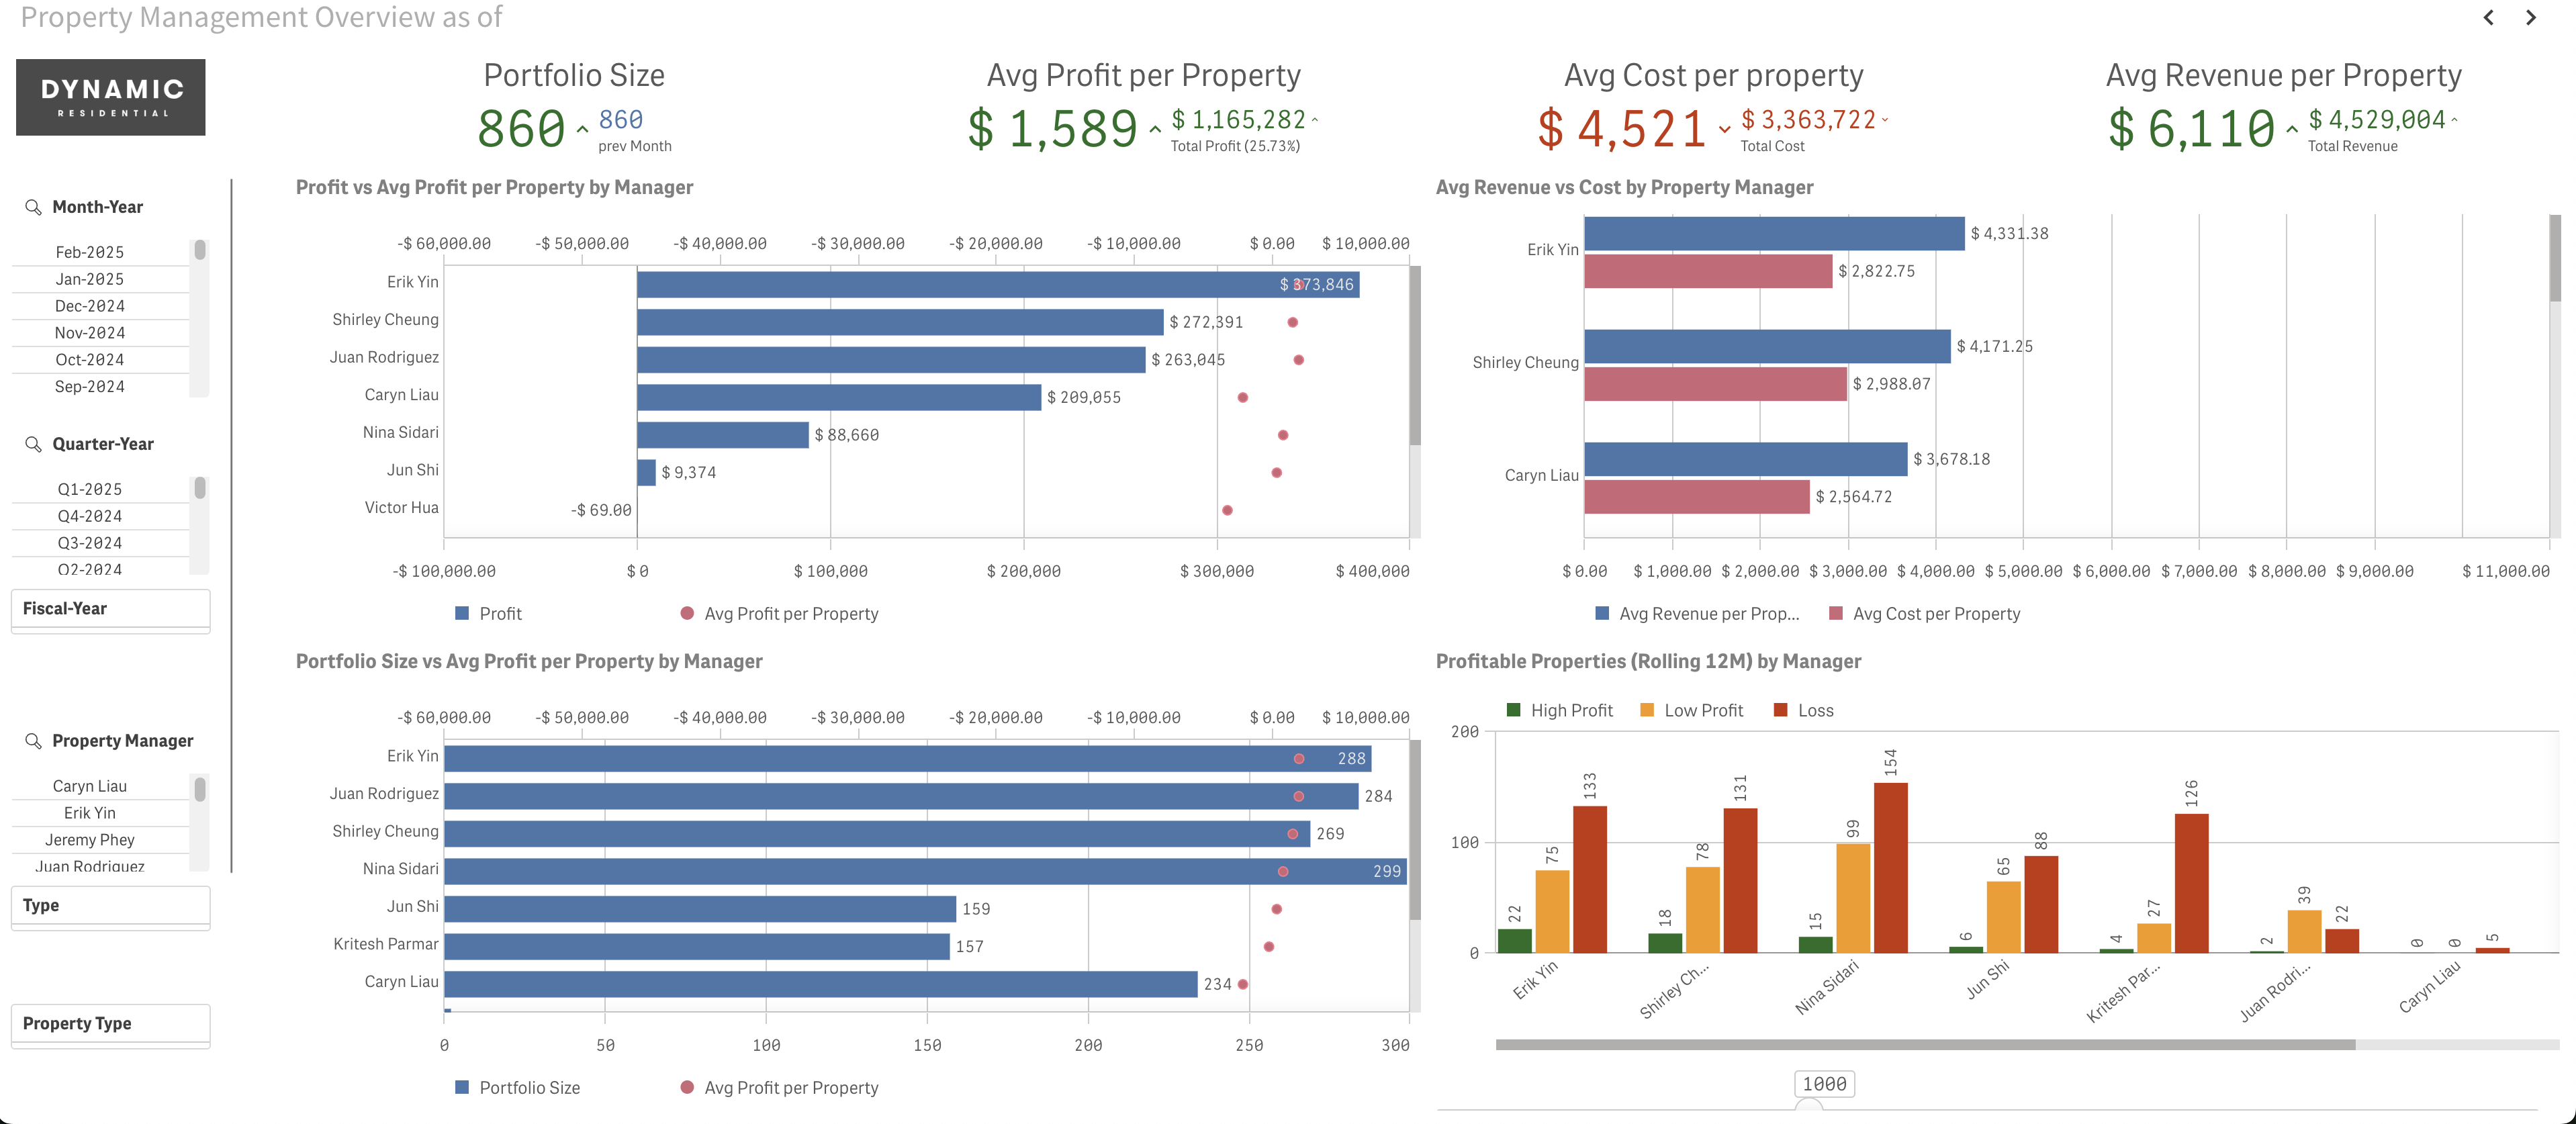 Property Management Overview as of
DYNAMIC
RESIDENTIAL
Portfolio Size
860 860
prev Month
Avg Profit per Property
$ 1,589 $ 1,165,282
Total Profit (25.73%)
Avg Cost per property
$ 4,521 $ 3,363,722
Total Cost
Avg Revenue per Property
$ 6,110 $ 4,529,004
Total Revenue
Month-Year
Feb-2025
Jan-2025
Dec-2024
Nov-2024
Oct-2024
Sep-2024
Quarter-Year
Q1-2025
Q4-2024
Q3-2024
Q2-2024
Fiscal-Year
Property Manager
Caryn Liau
Erik Yin
Jeremy Phey
Juan Rodriguez
Type
Property Type
Profit vs Avg Profit per Property by Manager
-$ 60,000.00 -$ 50,000.00 -$ 40,000.00 -$ 30,000.00 -$ 20,000.00 -$ 10,000.00 $ 0.00 $ 10,000.00
Erik Yin $ 373,846
Shirley Cheung $ 272,391
Juan Rodriguez $ 263,045
Caryn Liau $ 209,055
Nina Sidari $ 88,660
Jun Shi $ 9,374
Victor Hua -$ 69.00
-$ 100,000.00 $ 0 $ 100,000 $ 200,000 $ 300,000 $ 400,000
Profit Avg Profit per Property
Avg Revenue vs Cost by Property Manager
Erik Yin $ 4,331.38
$ 2,822.75
Shirley Cheung $ 4,171.25
$ 2,988.07
Caryn Liau $ 3,678.18
$ 2,564.72
$ 0.00 $ 1,000.00 $ 2,000.00 $ 3,000.00 $ 4,000.00 $ 5,000.00 $ 6,000.00 $ 7,000.00 $ 8,000.00 $ 9,000.00 $ 11,000.00
Avg Revenue per Prop... Avg Cost per Property
Portfolio Size vs Avg Profit per Property by Manager
-$ 60,000.00 -$ 50,000.00 -$ 40,000.00 -$ 30,000.00 -$ 20,000.00 -$ 10,000.00 $ 0.00 $ 10,000.00
Erik Yin 288
Juan Rodriguez 284
Shirley Cheung 269
Nina Sidari 299
Jun Shi 159
Kritesh Parmar 157
Caryn Liau 234
0 50 100 150 200 250 300
Portfolio Size Avg Profit per Property
Profitable Properties (Rolling 12M) by Manager
High Profit Low Profit Loss
200
100
0
22 75 133 18 78 131 15 99 154 6 65 88 4 27 126 2 39 22 0 0 5
Erik Yin Shirley Ch... Nina Sidari Jun Shi Kritesh Par... Juan Rodri... Caryn Liau
1000